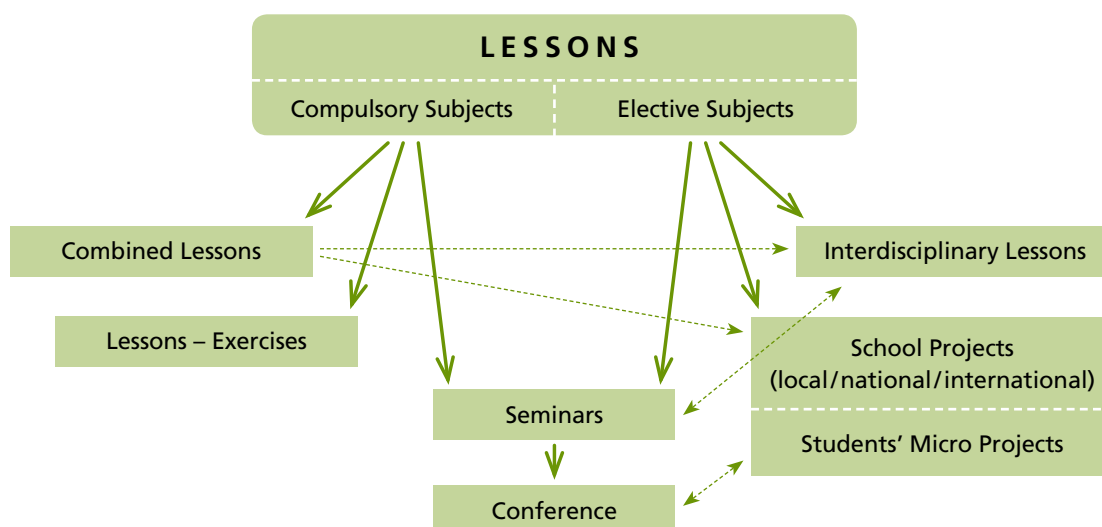 LESSONS
Compulsory Subjects
Elective Subjects
Combined Lessons
Interdisciplinary Lessons
Lessons – Exercises
School Projects
(local/national/international)
Seminars
Students’ Micro Projects
Conference